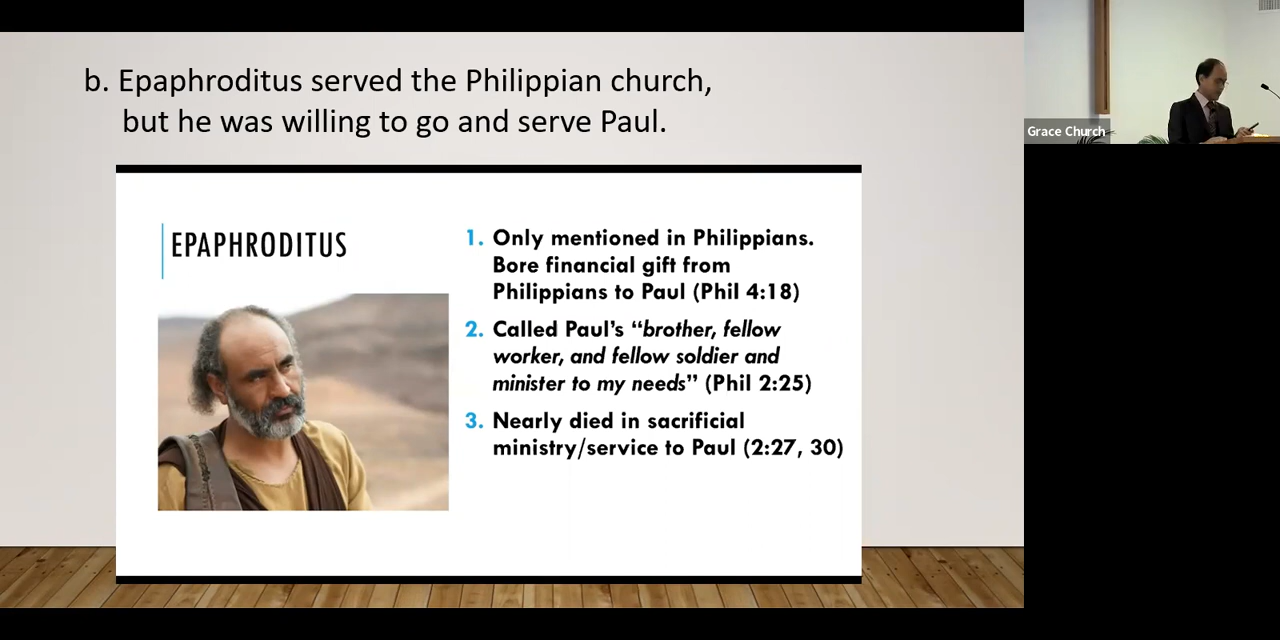 b. Epaphroditus served the Philippian church,
but he was willing to go and serve Paul.
EPAPHRODITUS
1. Only mentioned in Philippians.
Bore financial gift from
Philippians to Paul (Phil 4:18)
2. Called Paul’s “brother, fellow
worker, and fellow soldier and
minister to my needs” (Phil 2:25)
3. Nearly died in sacrificial
ministry/service to Paul (2:27, 30)
Grace Church